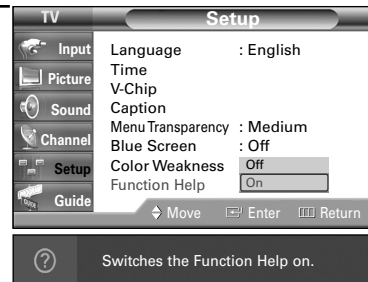 TV Setup
Input
Picture
Sound
Channel
Setup
Guide
Language : English
Time
V-Chip
Caption
Menu Transparency : Medium
Blue Screen : Off
Color Weakness Off
Function Help On
Move Enter Return
Switches the Function Help on.